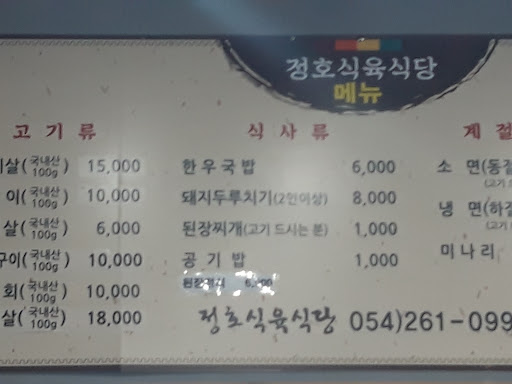 정호식육식당
메뉴
고 기 류
살(국내산 100g) 15,000
이(국내산 100g) 10,000
살(국내산 100g) 6,000
구이(국내산 100g) 10,000
회(국내산 100g) 10,000
살(국내산 100g) 18,000
식 사 류
한우국밥 6,000
돼지두루치기(2인이상) 8,000
된장찌개(고기 드시는 분) 1,000
공 기 밥 1,000
계 절
소 면(동절
(고기
냉 면(하절
(고기
미나리
정호식육식당 054)261-099